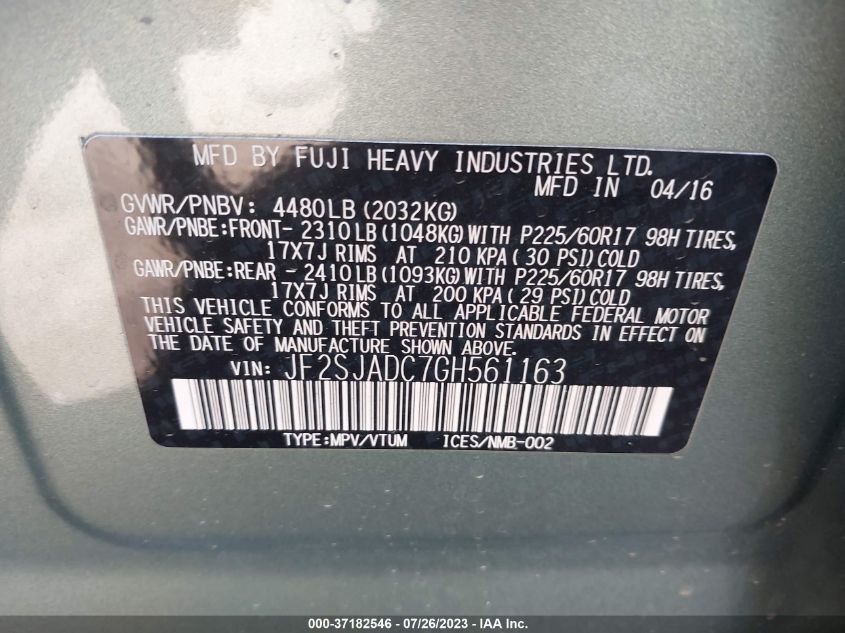 MFD BY FUJI HEAVY INDUSTRIES LTD.
MFD IN 04/16
GVWR/PNBV: 4480LB (2032KG)
GAWR/PNBE:FRONT- 2310LB(1048KG)WITH P225/60R17 98H TIRES,
17X7J RIMS AT 210 KPA( 30 PSI)COLD
GAWR/PNBE:REAR - 2410LB(1093KG)WITH P225/60R17 98H TIRES,
17X7J RIMS AT 200 KPA( 29 PSI)COLD
THIS VEHICLE CONFORMS TO ALL APPLICABLE FEDERAL MOTOR
VEHICLE SAFETY AND THEFT PREVENTION STANDARDS IN EFFECT ON
THE DATE OF MANUFACTURE SHOWN ABOVE.
VIN: JF2SJADC7GH561163
TYPE:MPV/VTUM ICES/NMB-002
000-37182546 - 07/26/2023 - IAA Inc.